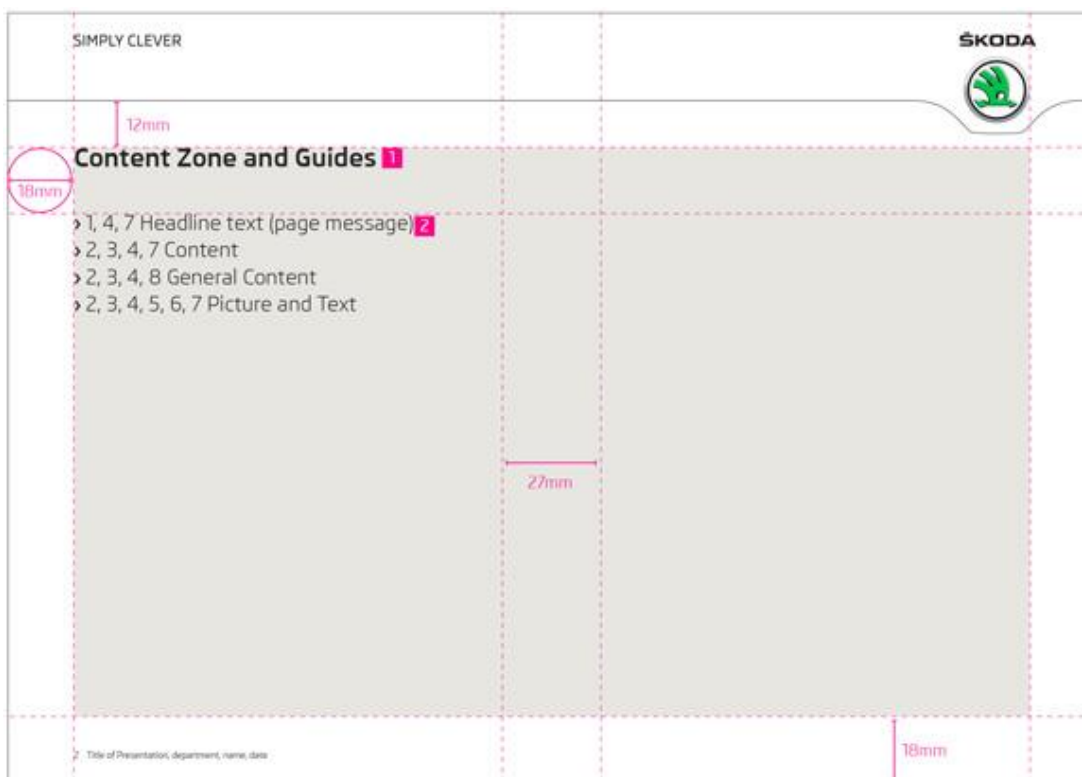 SIMPLY CLEVER
ŠKODA
12mm
Content Zone and Guides 1
18mm
› 1, 4, 7 Headline text (page message) 2
› 2, 3, 4, 7 Content
› 2, 3, 4, 8 General Content
› 2, 3, 4, 5, 6, 7 Picture and Text
27mm
2 Title of Presentation, department, name, date
18mm